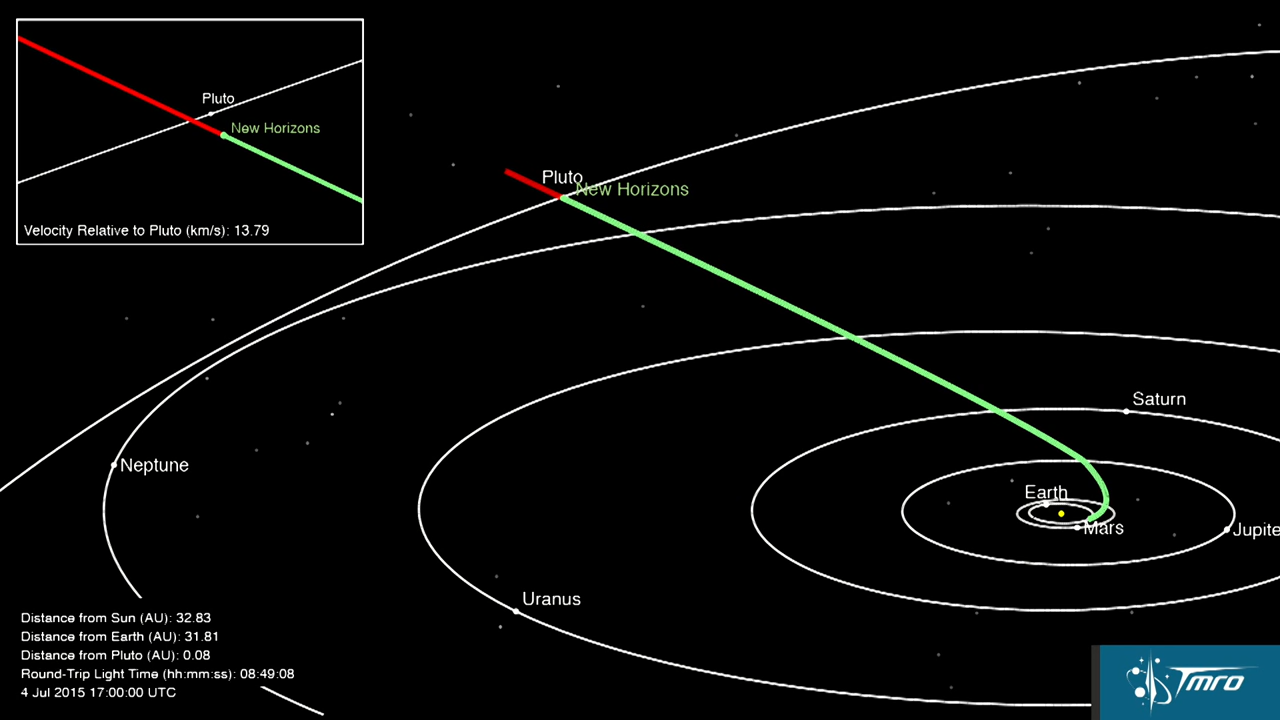 Pluto
New Horizons
Velocity Relative to Pluto (km/s): 13.79
Pluto
New Horizons
Saturn
Neptune
Earth
Mars
Jupite
Uranus
Distance from Sun (AU): 32.83
Distance from Earth (AU): 31.81
Distance from Pluto (AU): 0.08
Round-Trip Light Time (hh:mm:ss): 08:49:08
4 Jul 2015 17:00:00 UTC
TMRO